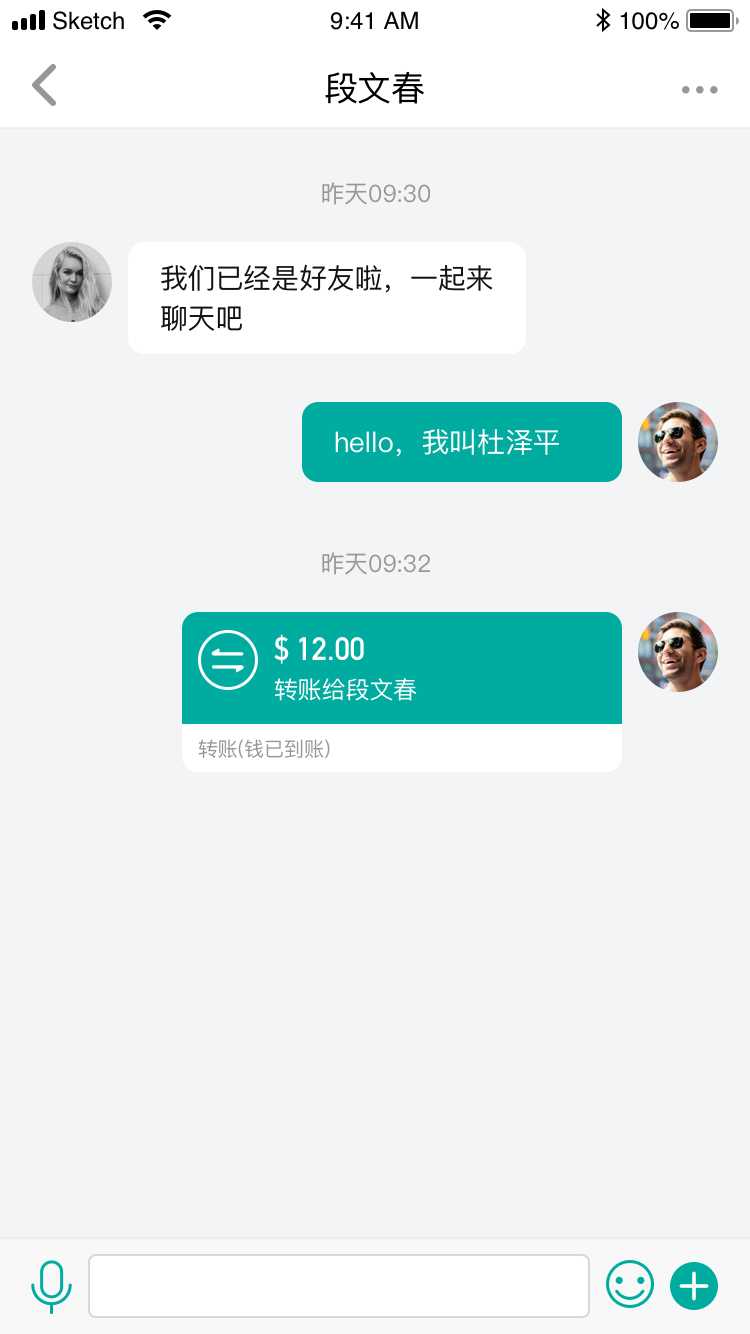 Sketch 9:41 AM 100%
段文春
昨天09:30
我们已经是好友啦，一起来
聊天吧
hello，我叫杜泽平
昨天09:32
$ 12.00
转账给段文春
转账(钱已到账)